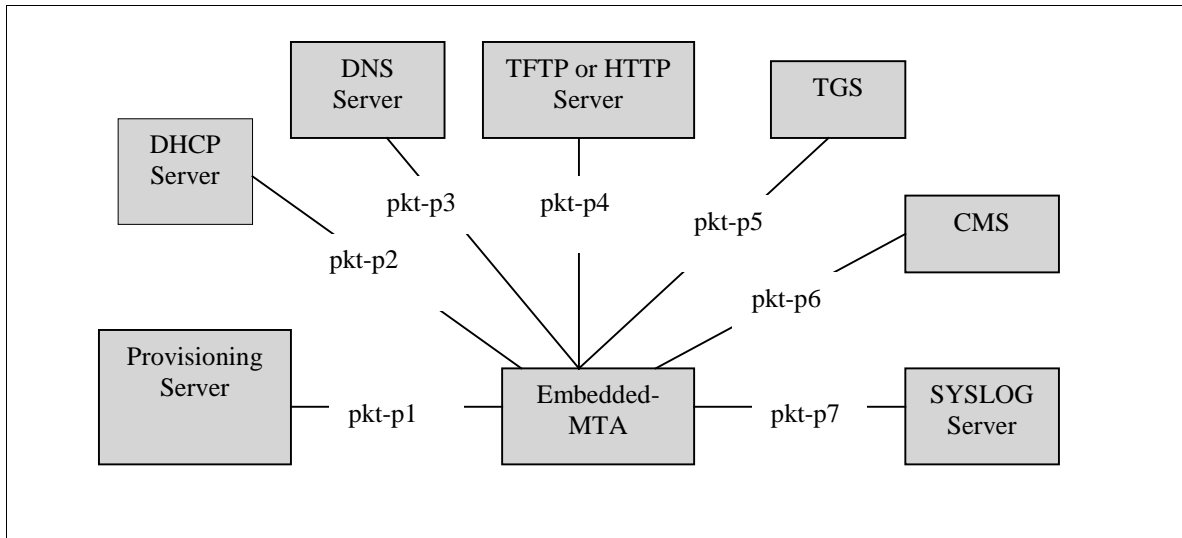 DNS
Server
TFTP or HTTP
Server
TGS
DHCP
Server
pkt-p3
pkt-p4
pkt-p5
CMS
pkt-p2
pkt-p6
Provisioning
Server
pkt-p1
Embedded-
MTA
pkt-p7
SYSLOG
Server